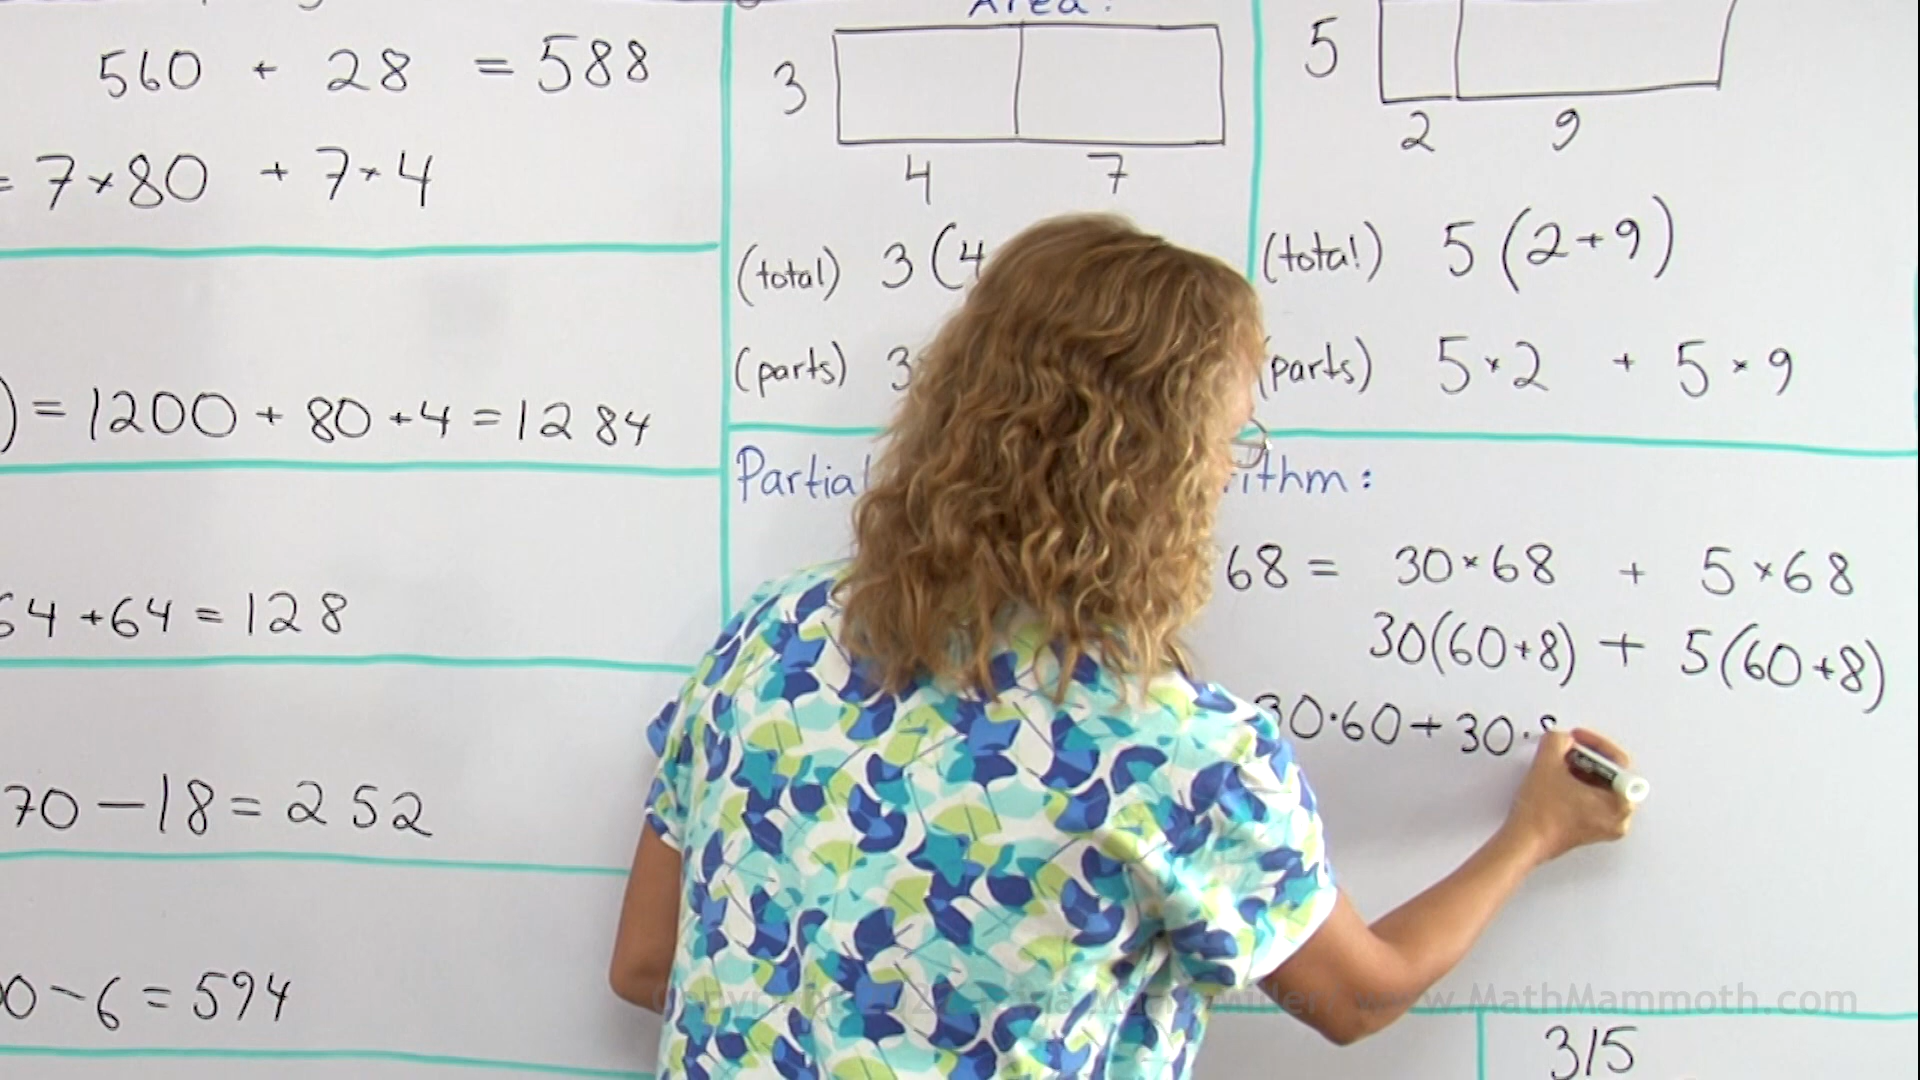 560 + 28 = 588
= 7×80 + 7×4
) = 1200 + 80 + 4 = 1284
64 + 64 = 128
70 − 18 = 252
0 − 6 = 594
Area:
3
4 7
(total) 3(4
(parts) 3
5
2 9
(total) 5(2+9)
(parts) 5×2 + 5×9
68 = 30×68 + 5×68
30(60+8) + 5(60+8)
30·60 + 30·8
www.MathMammoth.com
315